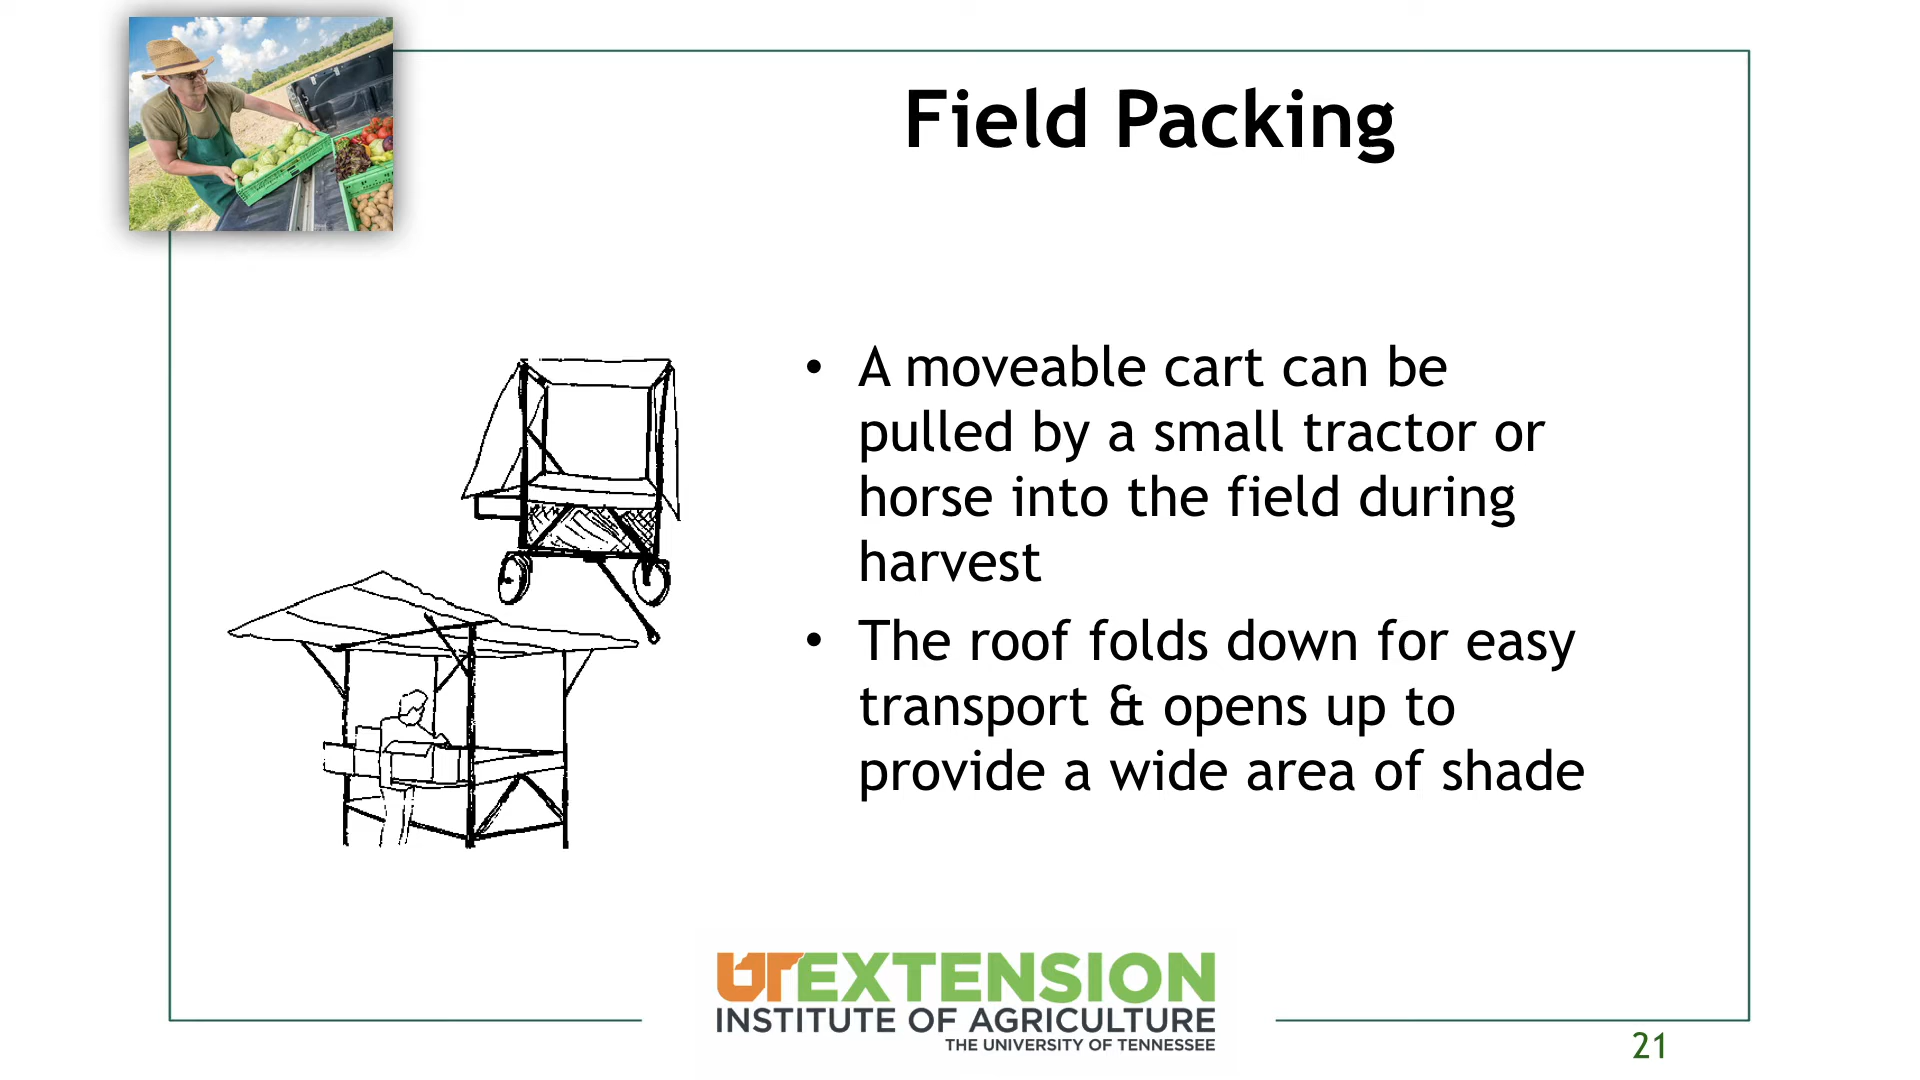 Field Packing
• A moveable cart can be
pulled by a small tractor or
horse into the field during
harvest
• The roof folds down for easy
transport & opens up to
provide a wide area of shade
UTEXTENSION
INSTITUTE OF AGRICULTURE
THE UNIVERSITY OF TENNESSEE
21